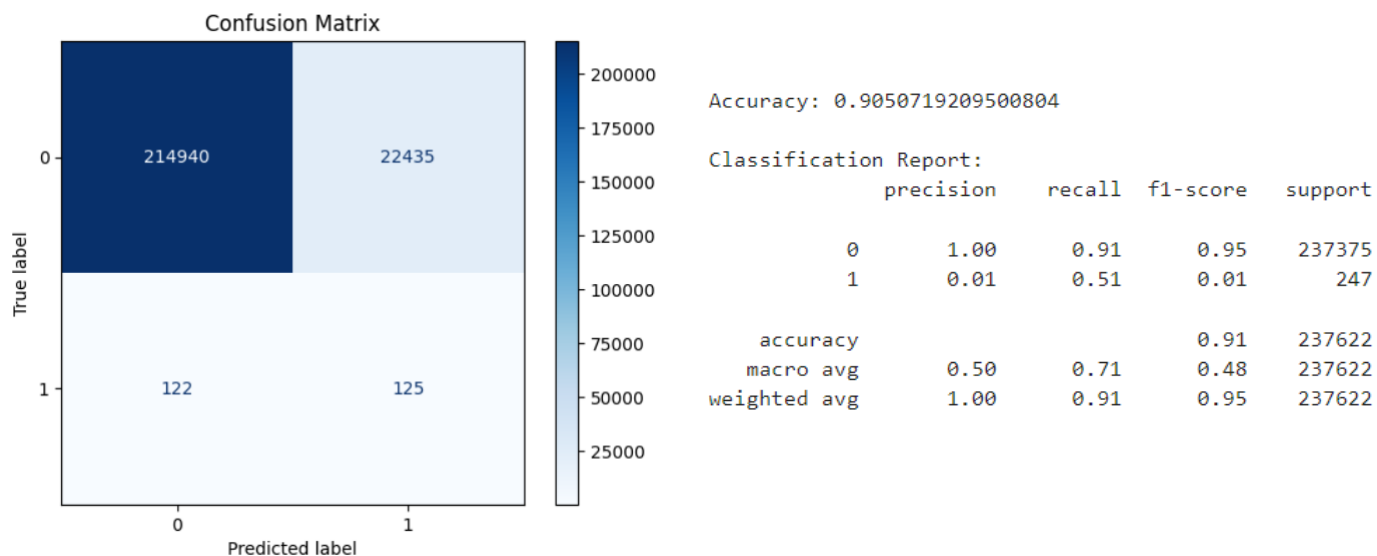 Confusion Matrix
True label
0
1
214940 22435
122 125
0 1
Predicted label
200000
175000
150000
125000
100000
75000
50000
25000
Accuracy: 0.9050719209500804
Classification Report:
precision recall f1-score support
0 1.00 0.91 0.95 237375
1 0.01 0.51 0.01 247
accuracy 0.91 237622
macro avg 0.50 0.71 0.48 237622
weighted avg 1.00 0.91 0.95 237622